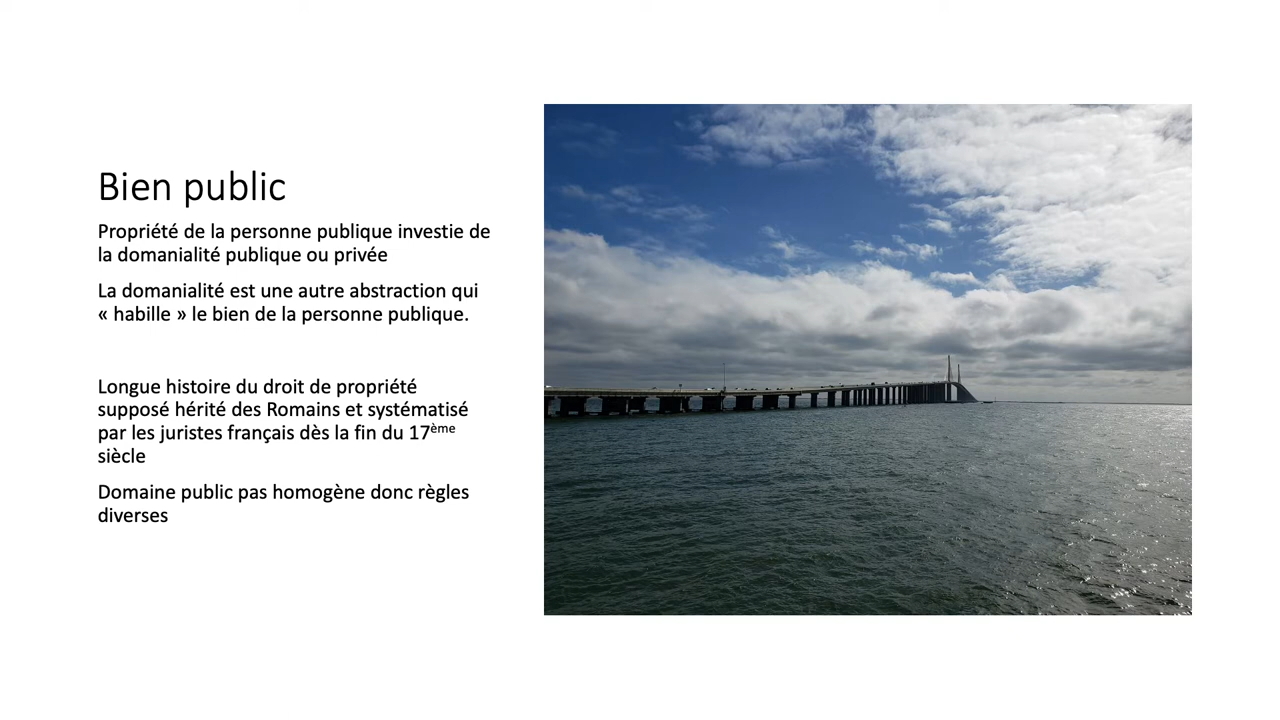 Bien public
Propriété de la personne publique investie de
la domanialité publique ou privée
La domanialité est une autre abstraction qui
« habille » le bien de la personne publique.
Longue histoire du droit de propriété
supposé hérité des Romains et systématisé
par les juristes français dès la fin du 17ème
siècle
Domaine public pas homogène donc règles
diverses